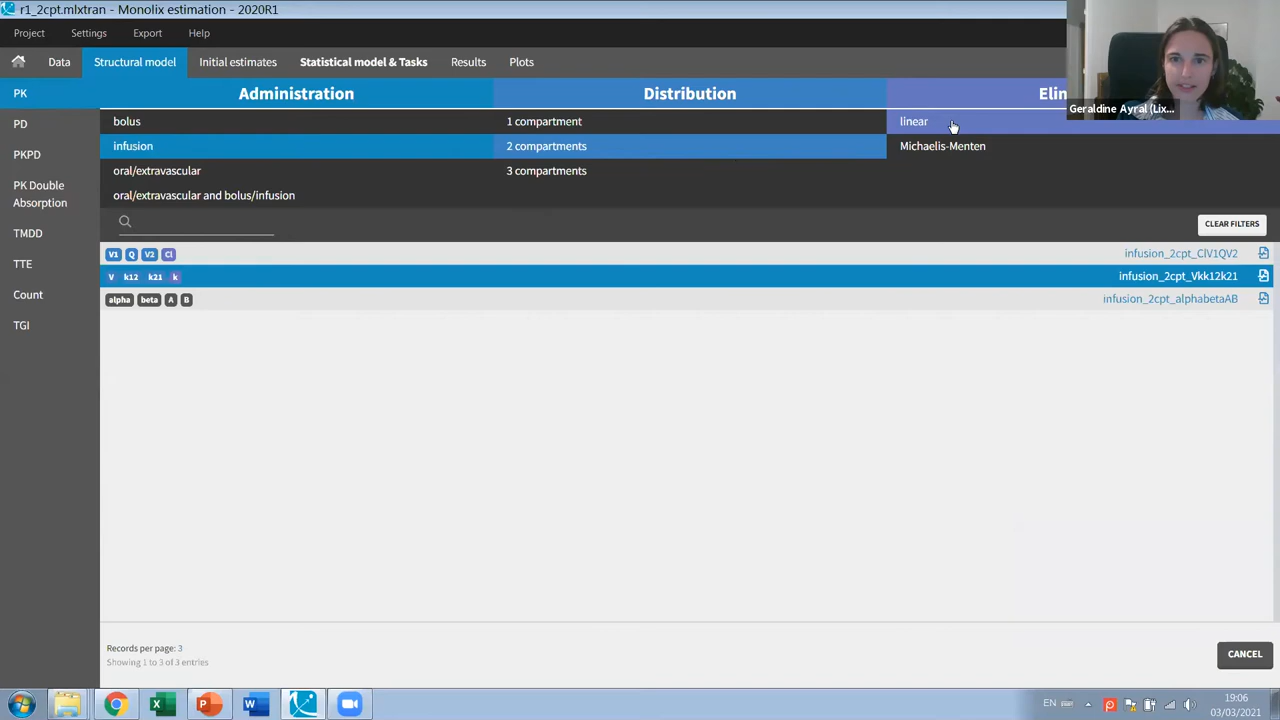 r1_2cpt.mlxtran - Monolix estimation - 2020R1
Project Settings Export Help
Data Structural model Initial estimates Statistical model & Tasks Results Plots
PK
PD
PKPD
PK Double
Absorption
TMDD
TTE
Count
TGI
Administration Distribution Elim
bolus 1 compartment linear
infusion 2 compartments Michaelis-Menten
oral/extravascular 3 compartments
oral/extravascular and bolus/infusion
Geraldine Ayral (Lix...
CLEAR FILTERS
V1 Q V2 Cl infusion_2cpt_ClV1QV2
V k12 k21 k infusion_2cpt_Vkk12k21
alpha beta A B infusion_2cpt_alphabetaAB
Records per page: 3
Showing 1 to 3 of 3 entries
CANCEL
EN 19:06
03/03/2021